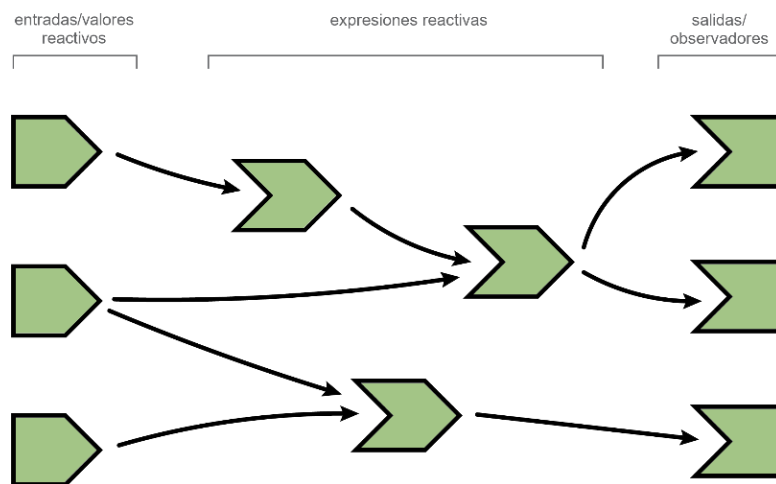 entradas/valores
reactivos
expresiones reactivas
salidas/
observadores